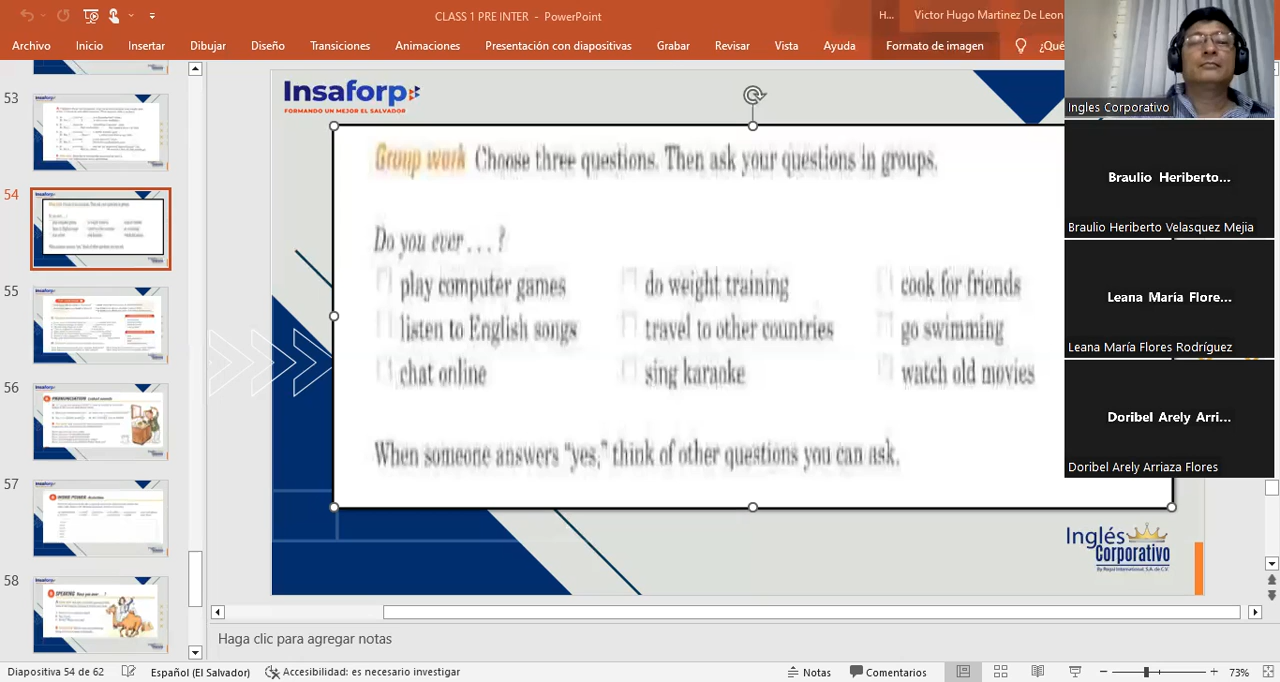 CLASS 1 PRE INTER - PowerPoint
H... Victor Hugo Martinez De Leon
Archivo Inicio Insertar Dibujar Diseño Transiciones Animaciones Presentación con diapositivas Grabar Revisar Vista Ayuda Formato de imagen ¿Qué
Insaforp
FORMANDO UN MEJOR EL SALVADOR
Group work Choose three questions. Then ask your questions in groups.
Do you ever . . . ?
play computer games do weight training cook for friends
listen to English songs travel to other countries go swimming
chat online sing karaoke watch old movies
When someone answers "yes," think of other questions you can ask.
Inglés
Corporativo
Ingles Corporativo
Braulio Heriberto...
Braulio Heriberto Velasquez Mejia
Leana María Flore...
Leana María Flores Rodríguez
Doribel Arely Arri...
Doribel Arely Arriaza Flores
53
54
55
56
57
58
Haga clic para agregar notas
Diapositiva 54 de 62 Español (El Salvador) Accesibilidad: es necesario investigar Notas Comentarios 73%